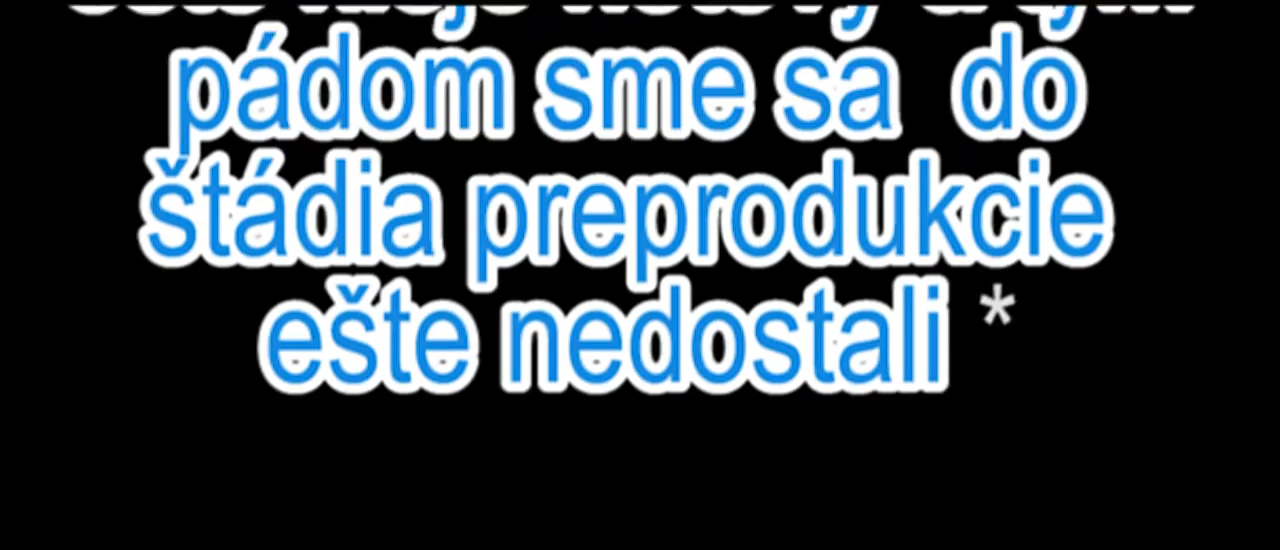 pádom sme sa do
štádia preprodukcie
ešte nedostali *